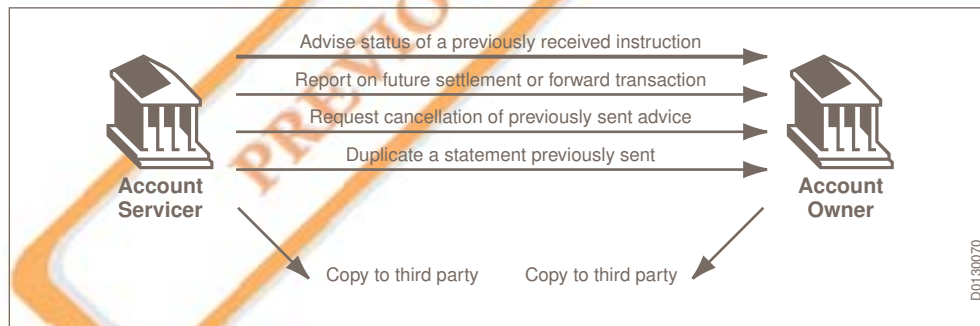 Advise status of a previously received instruction
Report on future settlement or forward transaction
Request cancellation of previously sent advice
Duplicate a statement previously sent
Account
Servicer
Account
Owner
Copy to third party
Copy to third party
D0130070
PREVIO